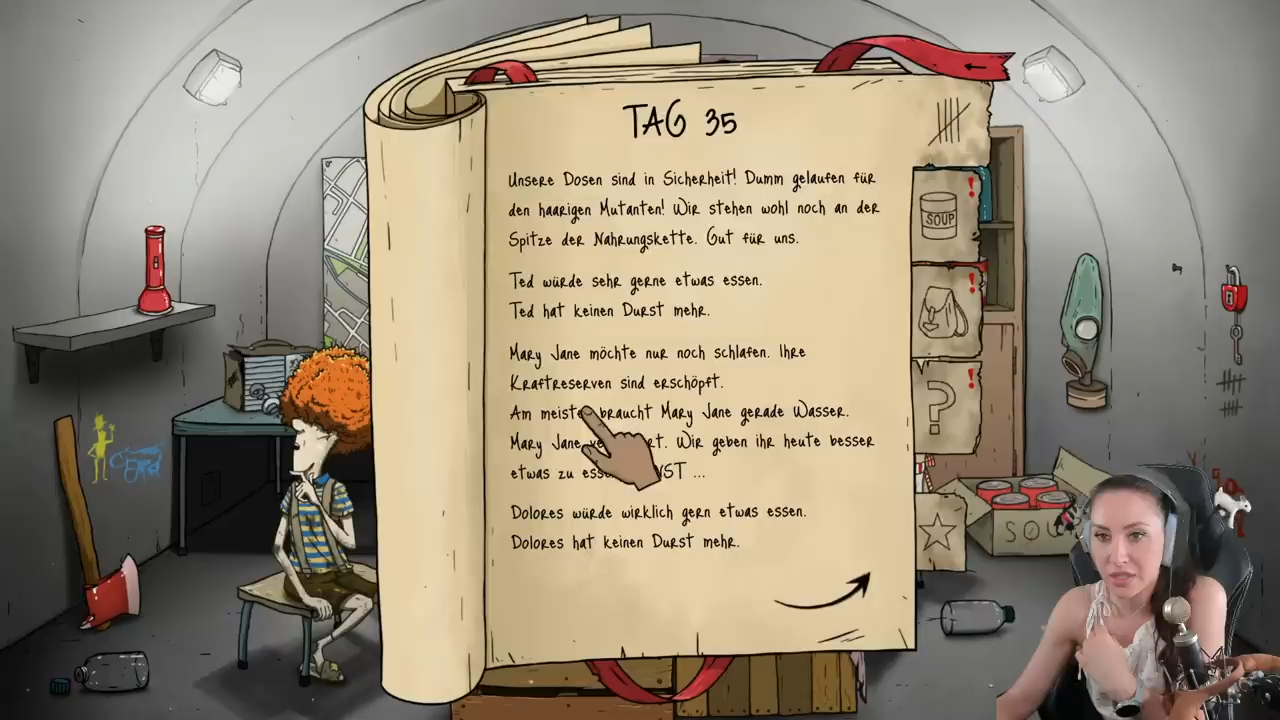 TAG 35
Unsere Dosen sind in Sicherheit! Dumm gelaufen für
den haarigen Mutanten! Wir stehen wohl noch an der
Spitze der Nahrungskette. Gut für uns.
Ted würde sehr gerne etwas essen.
Ted hat keinen Durst mehr.
Mary Jane möchte nur noch schlafen. Ihre
Kraftreserven sind erschöpft.
Am braucht Mary Jane gerade Wasser.
Mary Jane Wir geben ihr heute besser
etwas zu ...
Dolores würde wirklich gern etwas essen.
Dolores hat keinen Durst mehr.
SOUP
?